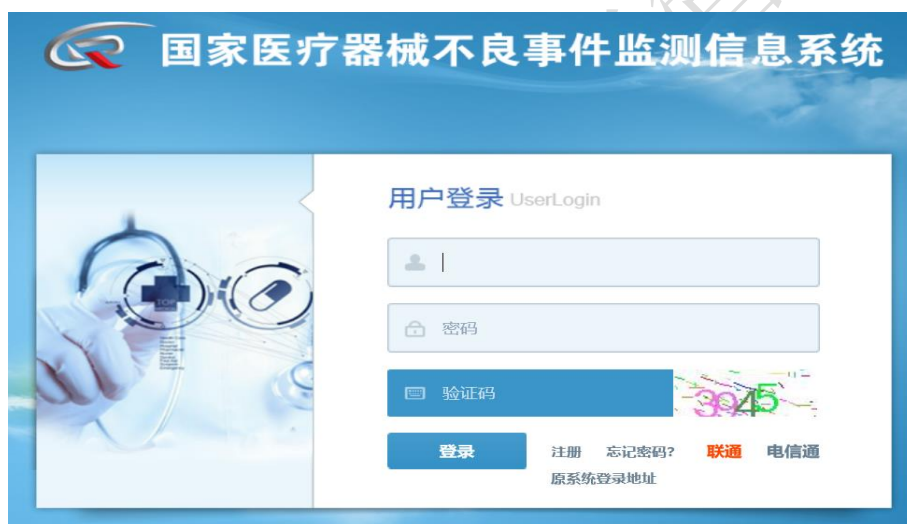 国家医疗器械不良事件监测信息系统
用户登录 UserLogin
密码
验证码 3945
登录 注册 忘记密码? 联通 电信通
原系统登录地址
TOP